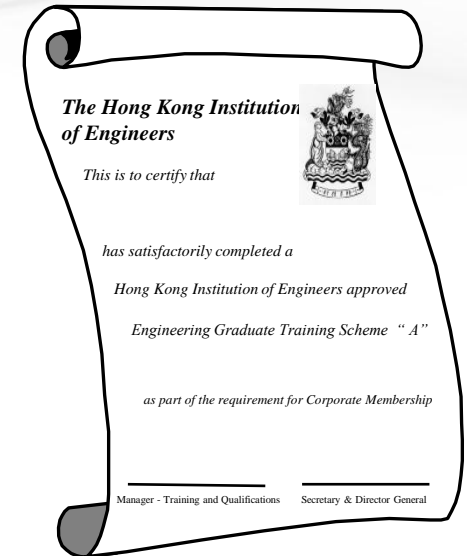 The Hong Kong Institution
of Engineers
This is to certify that
has satisfactorily completed a
Hong Kong Institution of Engineers approved
Engineering Graduate Training Scheme “ A”
as part of the requirement for Corporate Membership
Manager - Training and Qualifications Secretary & Director General